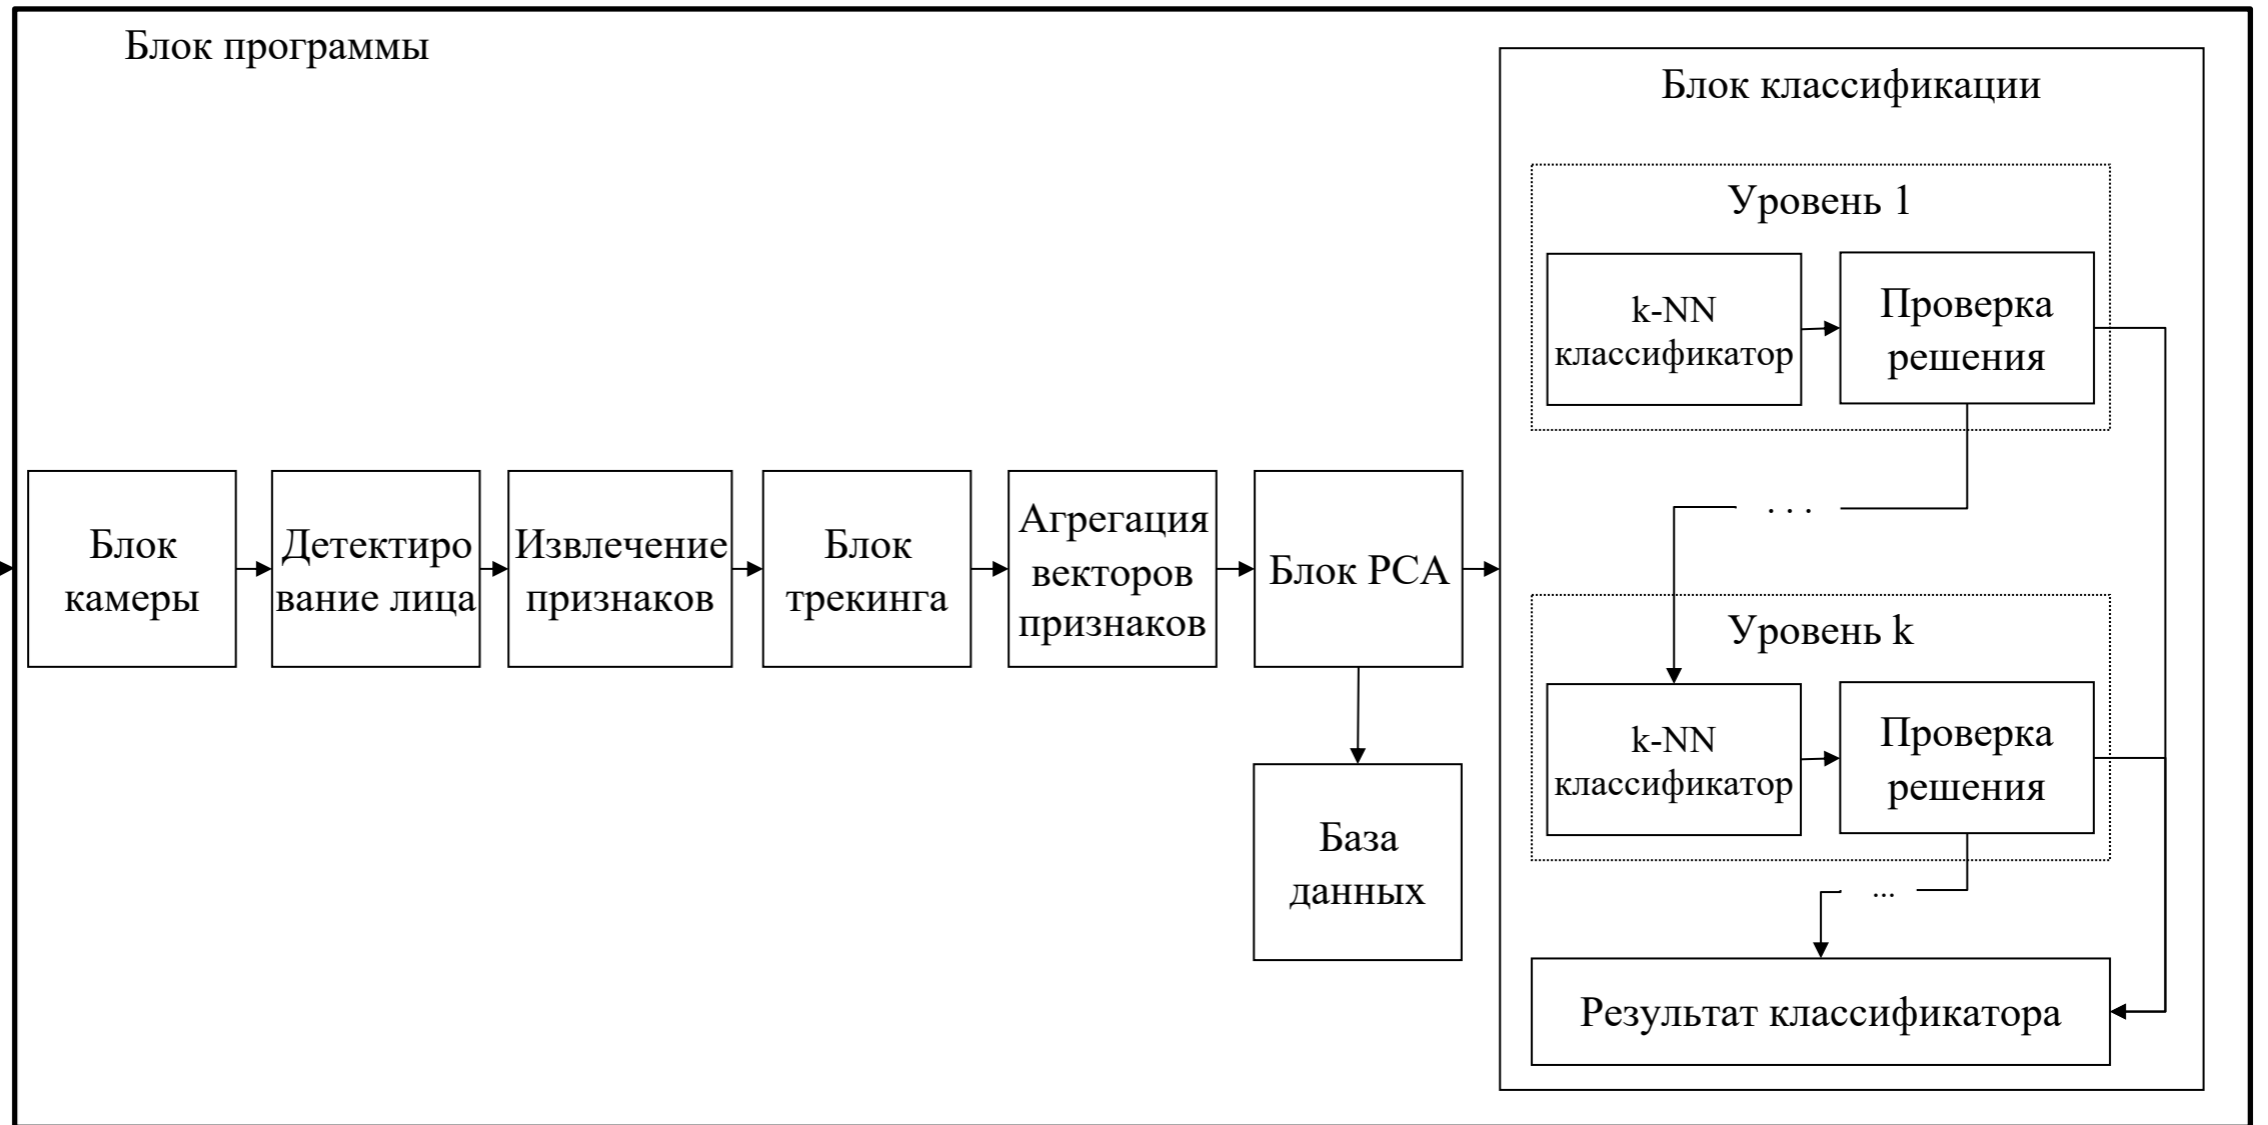 Блок программы
Блок классификации
Уровень 1
k-NN
классификатор
Проверка
решения
. . .
Блок
камеры
Детектиро
вание лица
Извлечение
признаков
Блок
трекинга
Агрегация
векторов
признаков
Блок PCA
База
данных
Уровень k
k-NN
классификатор
Проверка
решения
...
Результат классификатора